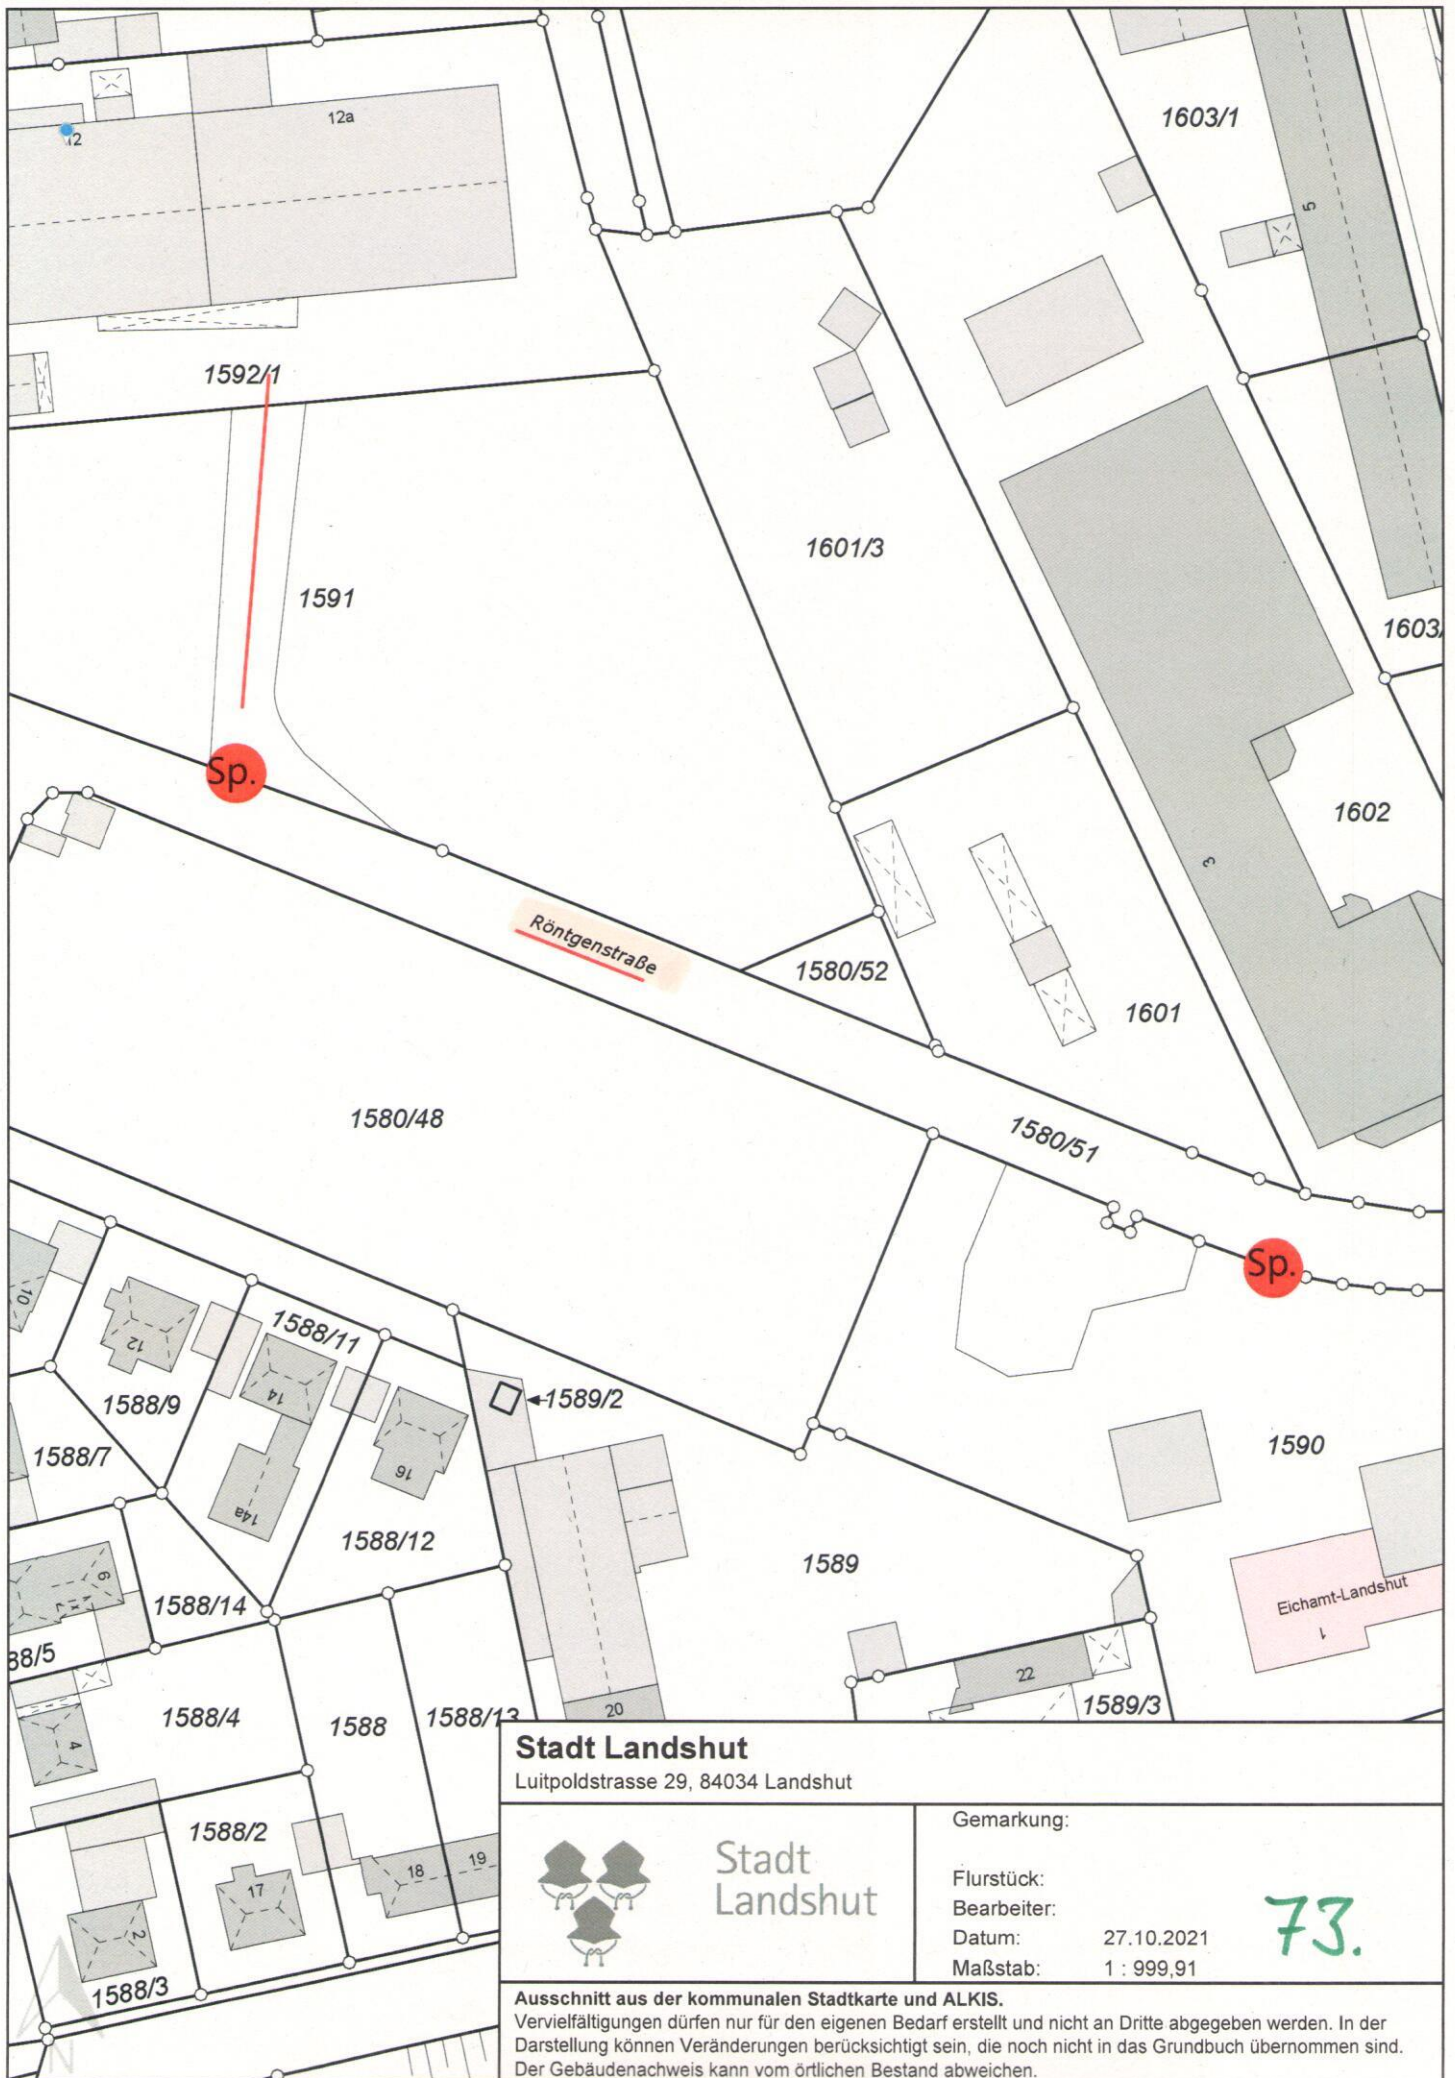 12a
12
1603/1
5
1592/1
1591
1601/3
1603/
Sp.
1602
3
Röntgenstraße
1580/52
1601
1580/48
1580/51
Sp.
10
12
1588/11
14
1588/9
1589/2
1588/7
16
1590
14a
1588/12
1589
6
1588/14
Eichamt-Landshut
1
88/5
22
20
1588/4
1588
1588/13
1589/3
4
1588/2
18
19
17
2
1588/3
N
Stadt Landshut
Luitpoldstrasse 29, 84034 Landshut
Stadt
Landshut
Gemarkung:
Flurstück:
Bearbeiter:
Datum: 27.10.2021
Maßstab: 1 : 999,91
73.
Ausschnitt aus der kommunalen Stadtkarte und ALKIS.
Vervielfältigungen dürfen nur für den eigenen Bedarf erstellt und nicht an Dritte abgegeben werden. In der
Darstellung können Veränderungen berücksichtigt sein, die noch nicht in das Grundbuch übernommen sind.
Der Gebäudenachweis kann vom örtlichen Bestand abweichen.